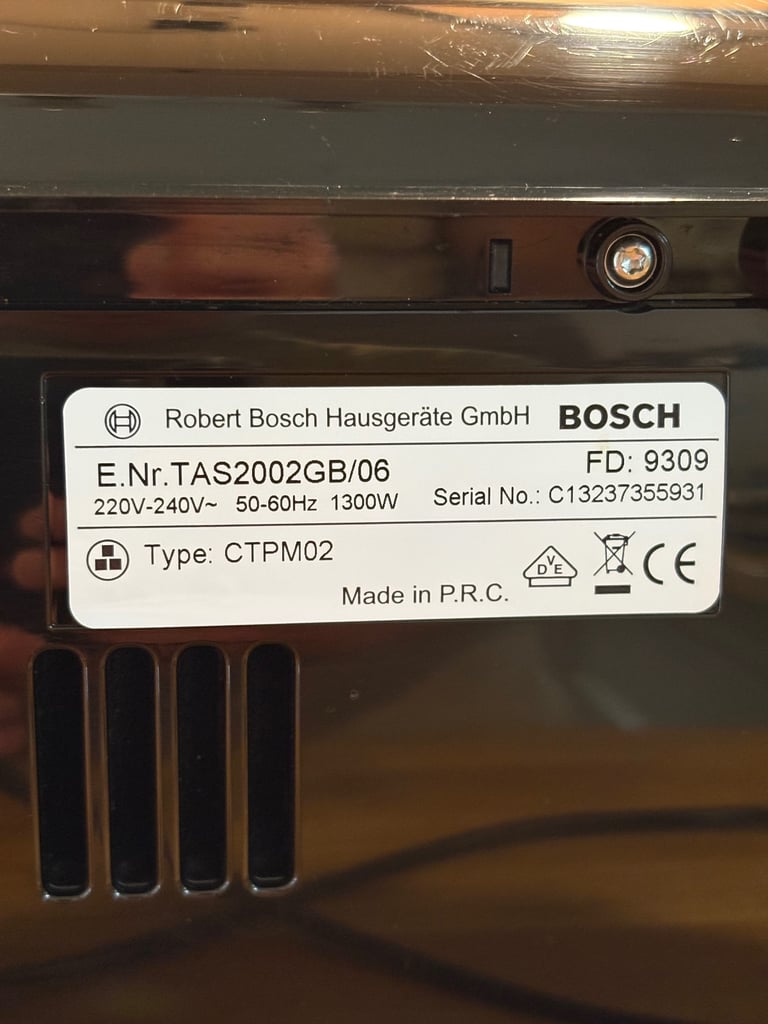 Robert Bosch Hausgeräte GmbH BOSCH
E.Nr.TAS2002GB/06 FD: 9309
220V-240V~ 50-60Hz 1300W Serial No.: C13237355931
Type: CTPM02
DVE
CE
Made in P.R.C.